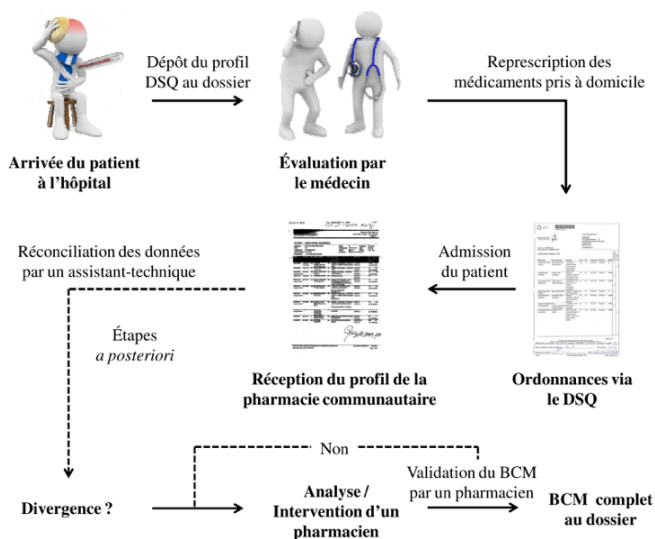 Dépôt du profil
DSQ au dossier
Represcription des
médicaments pris à domicile
Arrivée du patient
à l'hôpital
Évaluation par
le médecin
Réconciliation des données
par un assistant-technique
Admission
du patient
Étapes
a posteriori
Réception du profil de la
pharmacie communautaire
Ordonnances via
le DSQ
Non
Divergence ?
Analyse /
Intervention d'un
pharmacien
Validation du BCM
par un pharmacien
BCM complet
au dossier